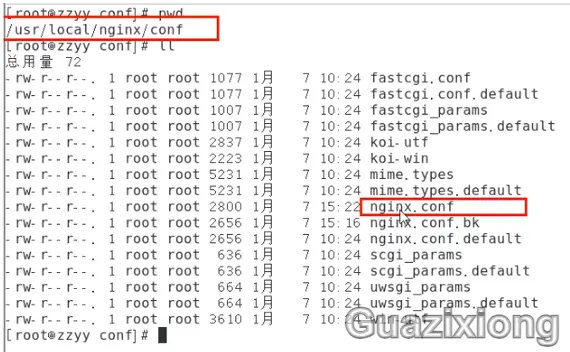 [root@zzyy conf]# pwd
/usr/local/nginx/conf
[root@zzyy conf]# ll
总用量 72
-rw-r--r--. 1 root root 1077 1月 7 10:24 fastcgi.conf
-rw-r--r--. 1 root root 1077 1月 7 10:24 fastcgi.conf.default
-rw-r--r--. 1 root root 1007 1月 7 10:24 fastcgi_params
-rw-r--r--. 1 root root 1007 1月 7 10:24 fastcgi_params.default
-rw-r--r--. 1 root root 2837 1月 7 10:24 koi-utf
-rw-r--r--. 1 root root 2223 1月 7 10:24 koi-win
-rw-r--r--. 1 root root 5231 1月 7 10:24 mime.types
-rw-r--r--. 1 root root 5231 1月 7 10:24 mime.types.default
-rw-r--r--. 1 root root 2800 1月 7 15:22 nginx.conf
-rw-r--r--. 1 root root 2656 1月 7 15:16 nginx.conf.bk
-rw-r--r--. 1 root root 2656 1月 7 10:24 nginx.conf.default
-rw-r--r--. 1 root root 636 1月 7 10:24 scgi_params
-rw-r--r--. 1 root root 636 1月 7 10:24 scgi_params.default
-rw-r--r--. 1 root root 664 1月 7 10:24 uwsgi_params
-rw-r--r--. 1 root root 664 1月 7 10:24 uwsgi_params.default
-rw-r--r--. 1 root root 3610 1月 7 10:24 win-utf
[root@zzyy conf]#
Guazixiong